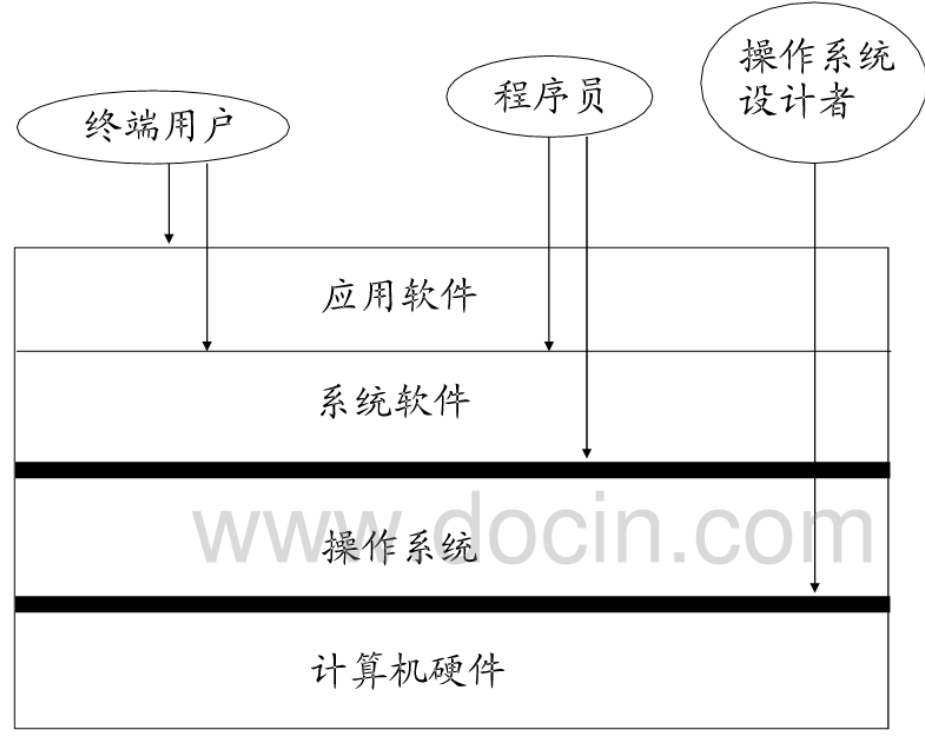 操作系统
设计者
程序员
终端用户
应用软件
系统软件
www.docin.com
操作系统
计算机硬件